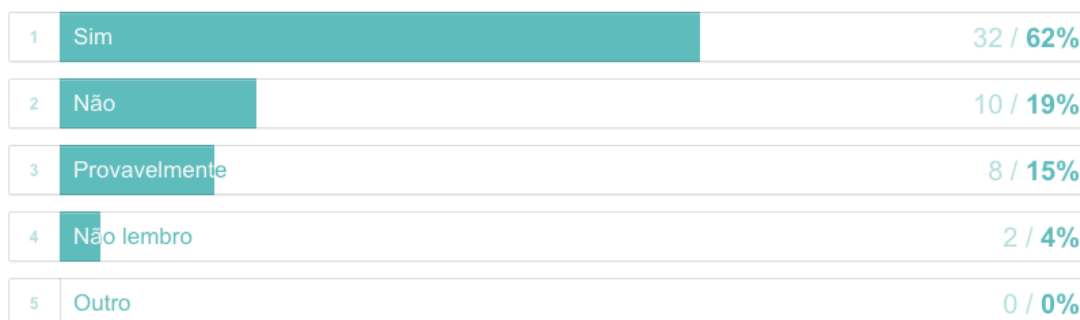 1 Sim 32 / 62%
2 Não 10 / 19%
3 Provavelmente 8 / 15%
4 Não lembro 2 / 4%
5 Outro 0 / 0%